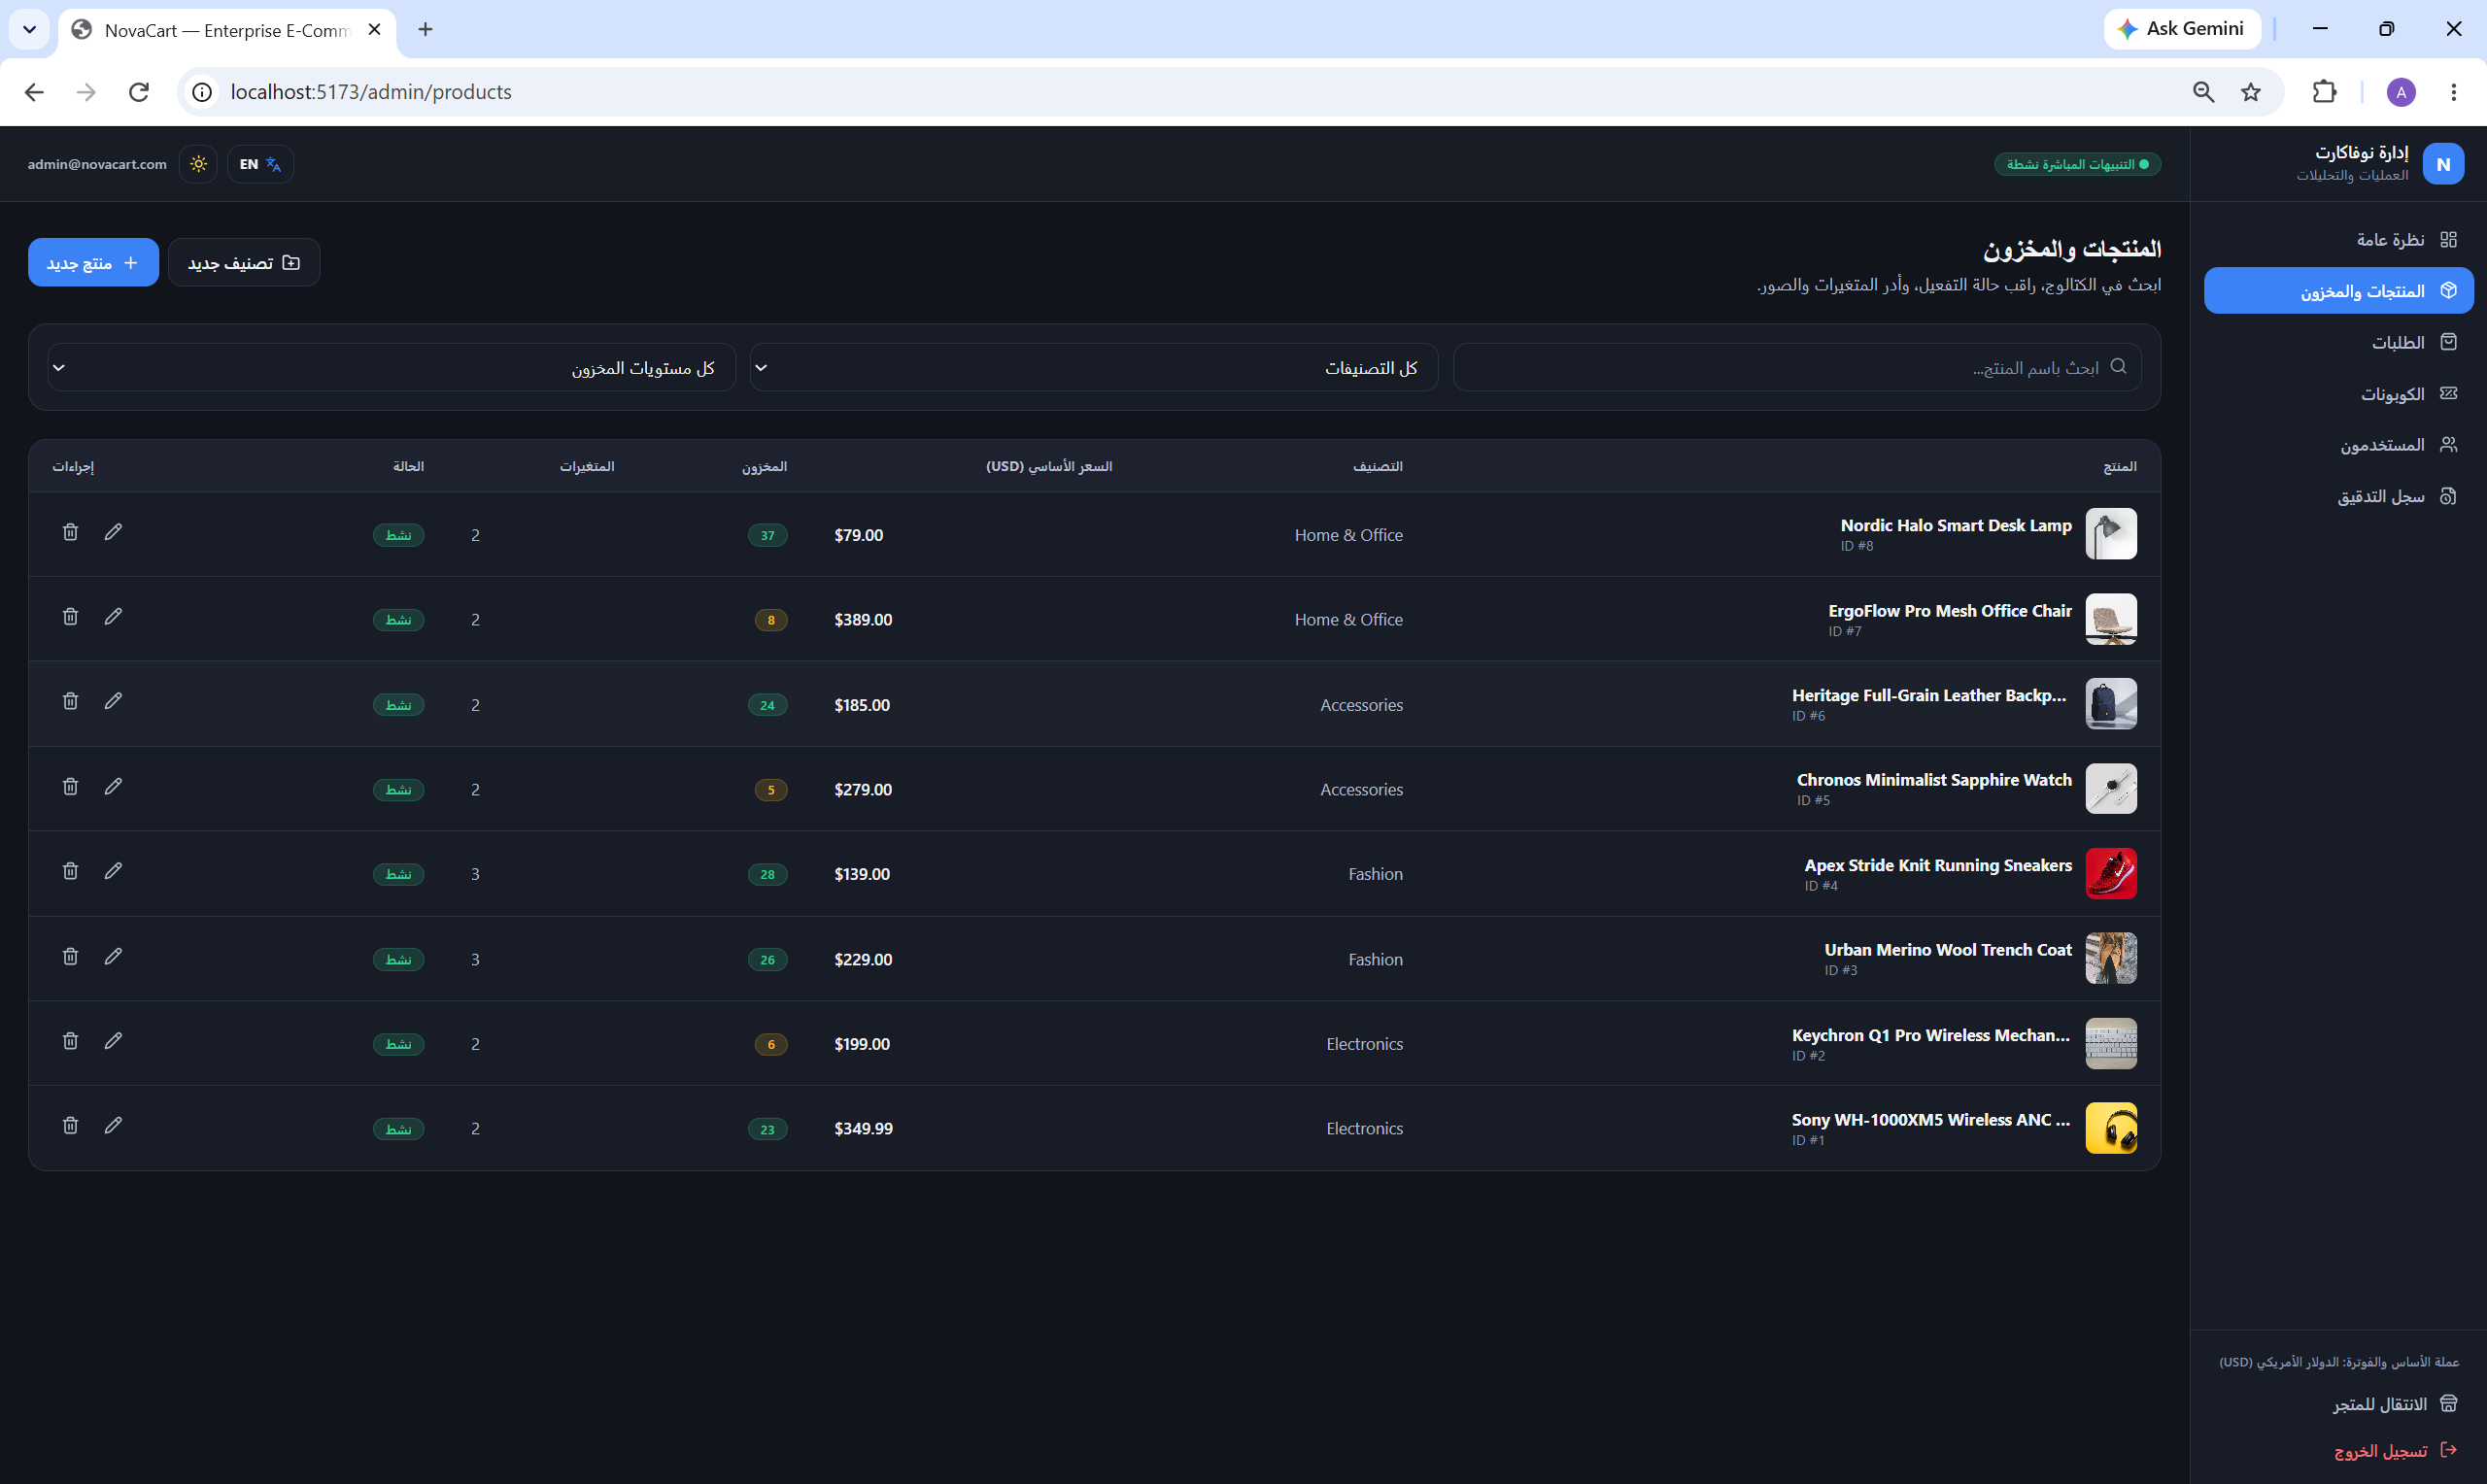 NovaCart — Enterprise E-Comm
Ask Gemini
localhost:5173/admin/products
A
N
إدارة نوفاكارت
العمليات والتحليلات
التنبيهات المباشرة نشطة
EN
admin@novacart.com
نظرة عامة
المنتجات والمخزون
الطلبات
الكوبونات
المستخدمون
سجل التدقيق
المنتجات والمخزون
ابحث في الكتالوج، راقب حالة التفعيل، وأدر المتغيرات والصور.
تصنيف جديد
منتج جديد
ابحث باسم المنتج...
كل التصنيفات
كل مستويات المخزون
المنتج التصنيف السعر الأساسي (USD) المخزون المتغيرات الحالة إجراءات
Nordic Halo Smart Desk Lamp Home & Office $79.00 37 2 نشط
ID #8
ErgoFlow Pro Mesh Office Chair Home & Office $389.00 8 2 نشط
ID #7
Heritage Full-Grain Leather Backp... Accessories $185.00 24 2 نشط
ID #6
Chronos Minimalist Sapphire Watch Accessories $279.00 5 2 نشط
ID #5
Apex Stride Knit Running Sneakers Fashion $139.00 28 3 نشط
ID #4
Urban Merino Wool Trench Coat Fashion $229.00 26 3 نشط
ID #3
Keychron Q1 Pro Wireless Mechan... Electronics $199.00 6 2 نشط
ID #2
Sony WH-1000XM5 Wireless ANC ... Electronics $349.99 23 2 نشط
ID #1
عملة الأساس والفوترة: الدولار الأمريكي (USD)
الانتقال للمتجر
تسجيل الخروج